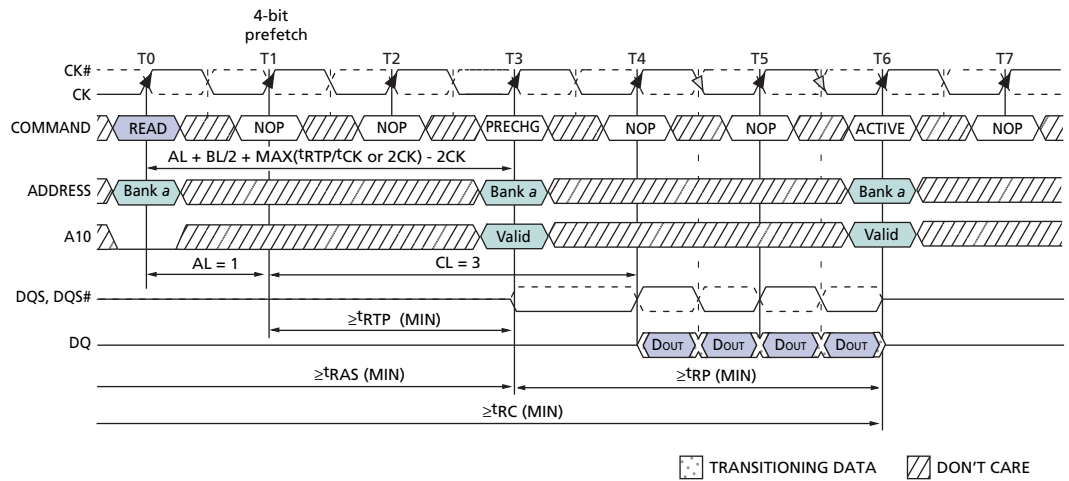 4-bit
prefetch
T0 T1 T2 T3 T4 T5 T6 T7
CK#
CK
COMMAND READ NOP NOP PRECHG NOP NOP ACTIVE NOP
AL + BL/2 + MAX(tRTP/tCK or 2CK) - 2CK
ADDRESS Bank a Bank a Bank a
A10 Valid Valid
AL = 1 CL = 3
DQS, DQS#
≥tRTP (MIN)
DQ DOUT DOUT DOUT DOUT
≥tRAS (MIN) ≥tRP (MIN)
≥tRC (MIN)
TRANSITIONING DATA DON'T CARE